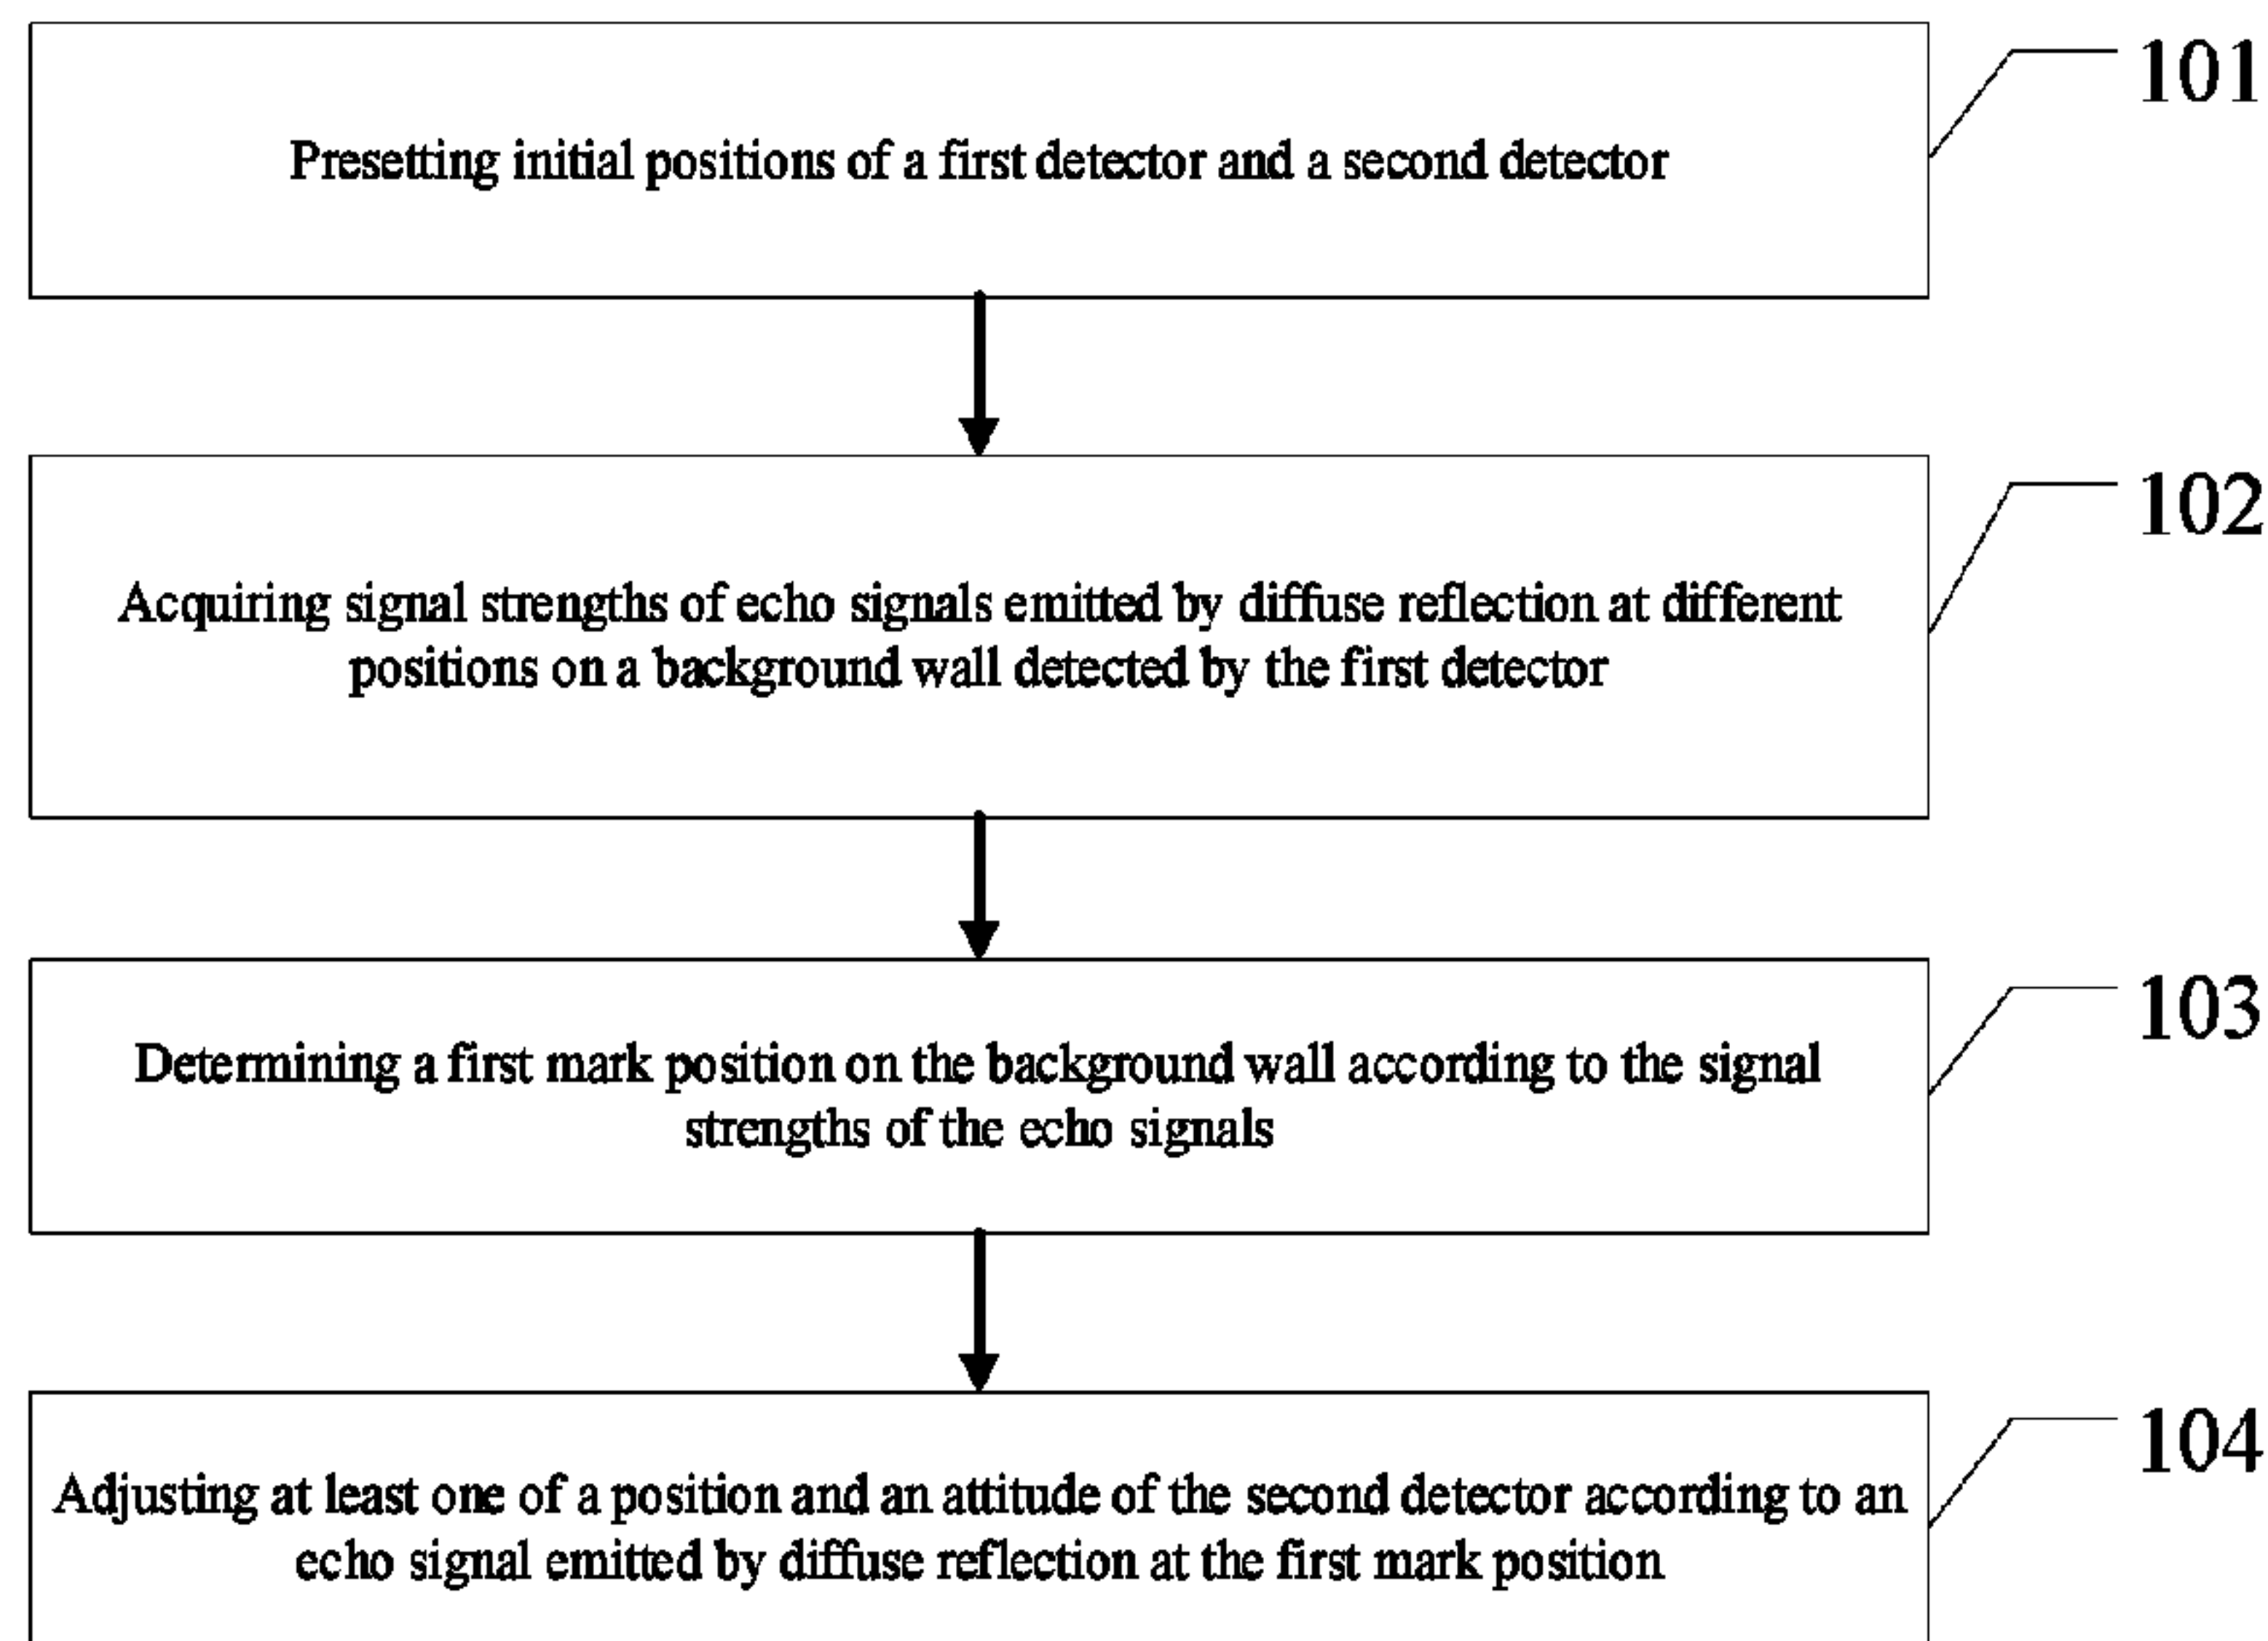 Presetting initial positions of a first detector and a second detector
101
Acquiring signal strengths of echo signals emitted by diffuse reflection at different
positions on a background wall detected by the first detector
102
Determining a first mark position on the background wall according to the signal
strengths of the echo signals
103
Adjusting at least one of a position and an attitude of the second detector according to an
echo signal emitted by diffuse reflection at the first mark position
104